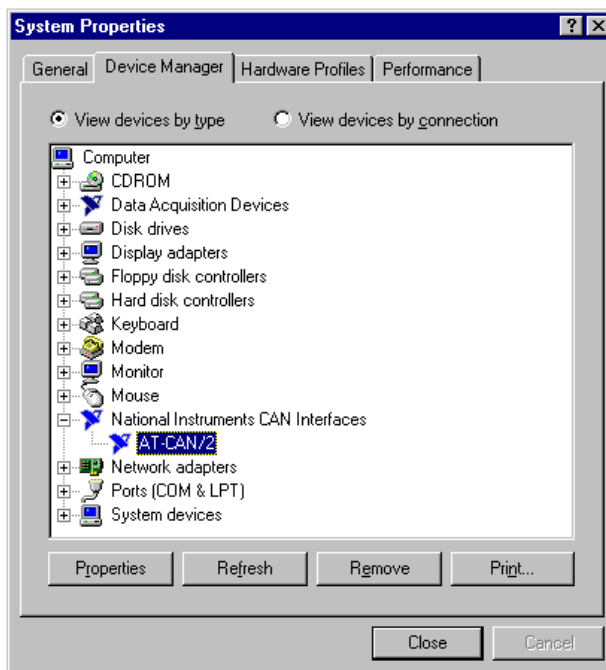 System Properties
General Device Manager Hardware Profiles Performance
View devices by type View devices by connection
Computer
CDROM
Data Acquisition Devices
Disk drives
Display adapters
Floppy disk controllers
Hard disk controllers
Keyboard
Modem
Monitor
Mouse
National Instruments CAN Interfaces
AT-CAN/2
Network adapters
Ports (COM & LPT)
System devices
Properties Refresh Remove Print...
Close Cancel